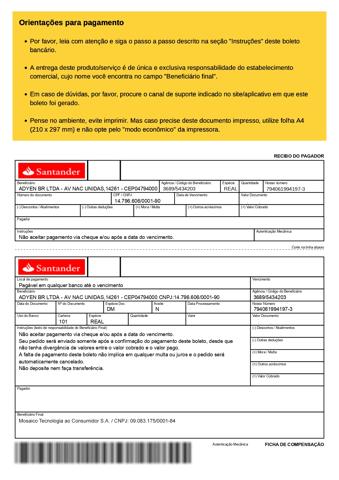 Orientações para pagamento
• Por favor, leia com atenção e siga o passo a passo descrito na seção "Instruções" deste boleto
bancário.
• A entrega deste produto/serviço é de única e exclusiva responsabilidade do estabelecimento
comercial, cujo nome você encontra no campo "Beneficiário final".
• Em caso de dúvidas, por favor, procure o canal de suporte indicado no site/aplicativo em que este
boleto foi gerado.
• Pense no ambiente, evite imprimir. Mas caso precise deste documento impresso, utilize folha A4
(210 x 297 mm) e não opte pelo "modo econômico" da impressora.
RECIBO DO PAGADOR
Santander
Beneficiário Agência / Código do Beneficiário Espécie Quantidade Nosso número
ADYEN BR LTDA - AV NAC UNIDAS,14261 - CEP04794000 3689/5434203 REAL 794061994197-3
Número do documento CPF / CNPJ Data de Vencimento Valor Documento
14.796.606/0001-90
(-) Descontos / Abatimentos (-) Outras deduções (+) Mora / Multa (+) Outros acréscimos (=) Valor Cobrado
Pagador
Instruções Autenticação Mecânica
Não aceitar pagamento via cheque e/ou após a data do vencimento.
Corte na linha abaixo
Santander
Local de pagamento Vencimento
Pagável em qualquer banco até o vencimento
Beneficiário Agência / Código do Beneficiário
ADYEN BR LTDA - AV NAC UNIDAS,14261 - CEP04794000 CNPJ:14.796.606/0001-90 3689/5434203
Data do Documento Nº do Documento Espécie Doc Aceite Data Processamento Nosso Número
DM N 794061994197-3
Uso do Banco Carteira Espécie Quantidade Valor Valor Documento
101 REAL
Instruções (texto de responsabilidade do Beneficiário Final) (-) Descontos / Abatimentos
Não aceitar pagamento via cheque e/ou após a data do vencimento.
Seu pedido será enviado somente após a confirmação do pagamento deste boleto, desde que
não tenha divergência de valores entre o valor cobrado e o valor pago.
A falta de pagamento deste boleto não implica em qualquer multa ou juros e o pedido será
automaticamente cancelado.
Não deposite nem faça transferência.
(-) Outras deduções
(+) Mora / Multa
(+) Outros acréscimos
(=) Valor Cobrado
Pagador
Beneficiário Final
Mosaico Tecnologia ao Consumidor S.A. / CNPJ: 09.083.175/0001-84
Autenticação Mecânica FICHA DE COMPENSAÇÃO